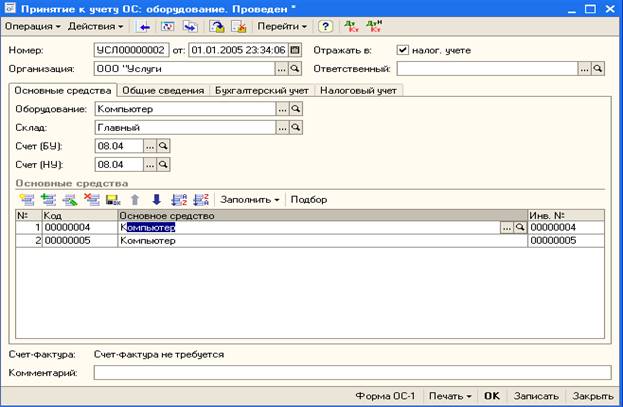 Принятие к учету ОС: оборудование. Проведен *
Операция Действия Перейти ? Дт Кт Дт Н Кт
Номер: УСЛ00000002 от: 01.01.2005 23:34:06 Отражать в: налог. учете
Организация: ООО "Услуги ... Ответственный: ...
Основные средства Общие сведения Бухгалтерский учет Налоговый учет
Оборудование: Компьютер ...
Склад: Главный ...
Счет (БУ): 08.04 ...
Счет (НУ): 08.04 ...
Основные средства
Заполнить Подбор
№ Код Основное средство Инв. №
1 00000004 Компьютер ... 00000004
2 00000005 Компьютер 00000005
Счет-фактура: Счет-фактура не требуется
Комментарий:
Форма ОС-1 Печать OK Записать Закрыть